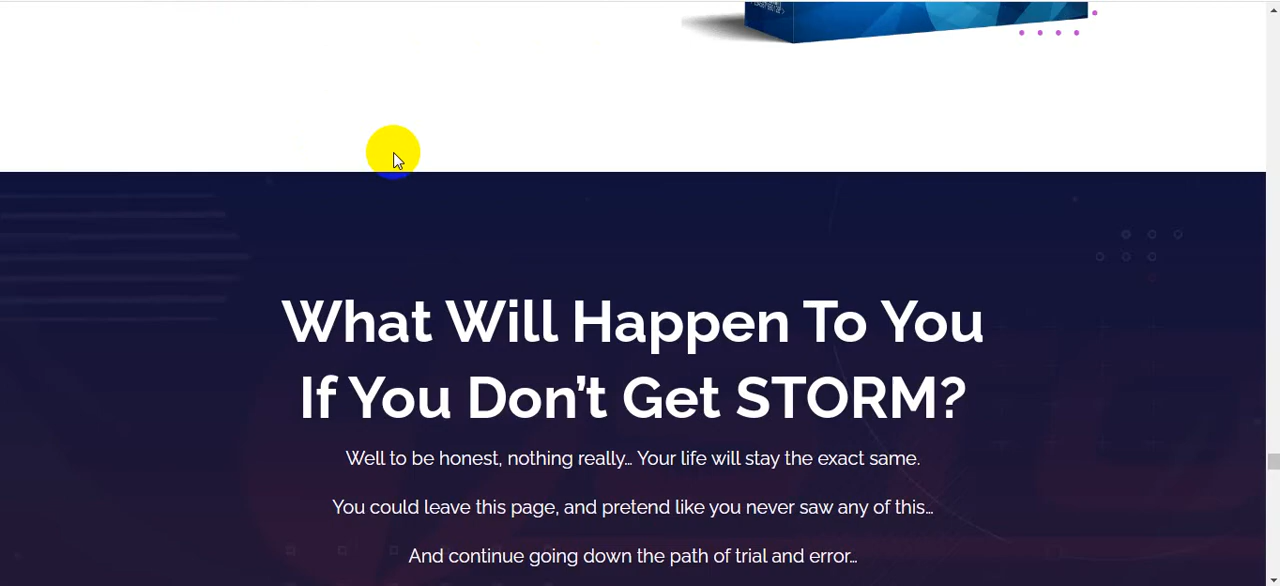 What Will Happen To You
If You Don’t Get STORM?
Well to be honest, nothing really… Your life will stay the exact same.
You could leave this page, and pretend like you never saw any of this…
And continue going down the path of trial and error…